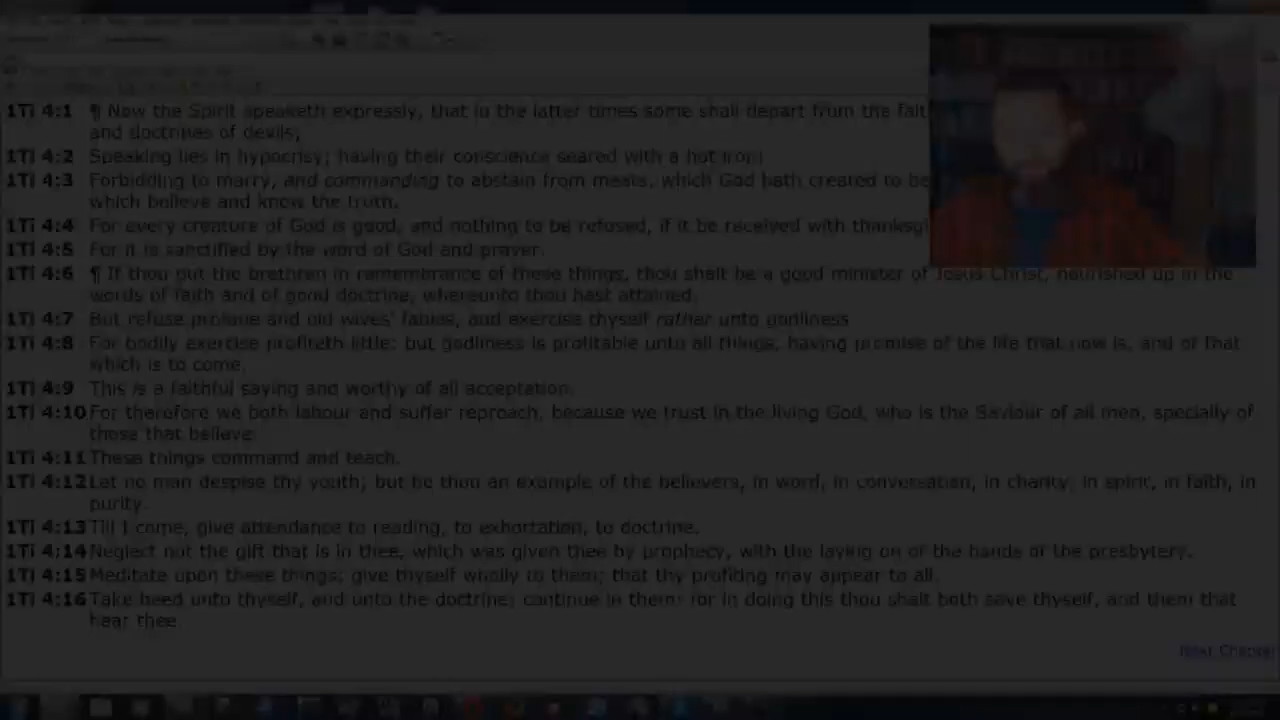 1Ti 4:1 ¶ Now the Spirit speaketh expressly, that in the latter times some shall depart from the fait
and doctrines of devils;
1Ti 4:2 Speaking lies in hypocrisy; having their conscience seared with a hot iron;
1Ti 4:3 Forbidding to marry, and commanding to abstain from meats, which God hath created to be
which believe and know the truth.
1Ti 4:4 For every creature of God is good, and nothing to be refused, if it be received with thanksgi
1Ti 4:5 For it is sanctified by the word of God and prayer.
1Ti 4:6 ¶ If thou put the brethren in remembrance of these things, thou shalt be a good minister of Jesus Christ, nourished up in the
words of faith and of good doctrine, whereunto thou hast attained.
1Ti 4:7 But refuse profane and old wives' fables, and exercise thyself rather unto godliness
1Ti 4:8 For bodily exercise profiteth little: but godliness is profitable unto all things, having promise of the life that now is, and of that
which is to come.
1Ti 4:9 This is a faithful saying and worthy of all acceptation.
1Ti 4:10 For therefore we both labour and suffer reproach, because we trust in the living God, who is the Saviour of all men, specially of
those that believe.
1Ti 4:11 These things command and teach.
1Ti 4:12 Let no man despise thy youth; but be thou an example of the believers, in word, in conversation, in charity, in spirit, in faith, in
purity.
1Ti 4:13 Till I come, give attendance to reading, to exhortation, to doctrine.
1Ti 4:14 Neglect not the gift that is in thee, which was given thee by prophecy, with the laying on of the hands of the presbytery.
1Ti 4:15 Meditate upon these things; give thyself wholly to them; that thy profiting may appear to all.
1Ti 4:16 Take heed unto thyself, and unto the doctrine; continue in them: for in doing this thou shalt both save thyself, and them that
hear thee.
Next Chapter